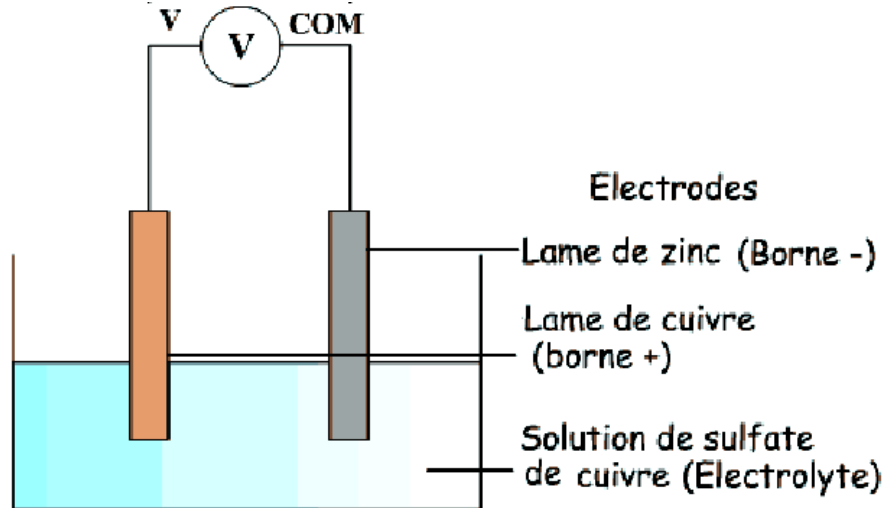 V
COM
V
Electrodes
Lame de zinc (Borne -)
Lame de cuivre
(borne +)
Solution de sulfate
de cuivre (Electrolyte)